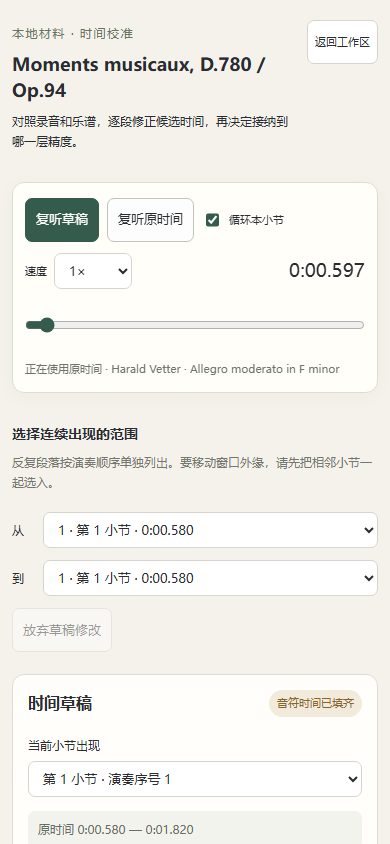 本地材料 · 时间校准
返回工作区
Moments musicaux, D.780 /
Op.94
对照录音和乐谱，逐段修正候选时间，再决定接纳到
哪一层精度。
复听草稿
复听原时间
循环本小节
速度
1×
0:00.597
正在使用原时间 · Harald Vetter · Allegro moderato in F minor
选择连续出现的范围
反复段落按演奏顺序单独列出。要移动窗口外缘，请先把相邻小节一
起选入。
从
1 · 第 1 小节 · 0:00.580
到
1 · 第 1 小节 · 0:00.580
放弃草稿修改
时间草稿
音符时间已填齐
当前小节出现
第 1 小节 · 演奏序号 1
原时间 0:00.580 — 0:01.820